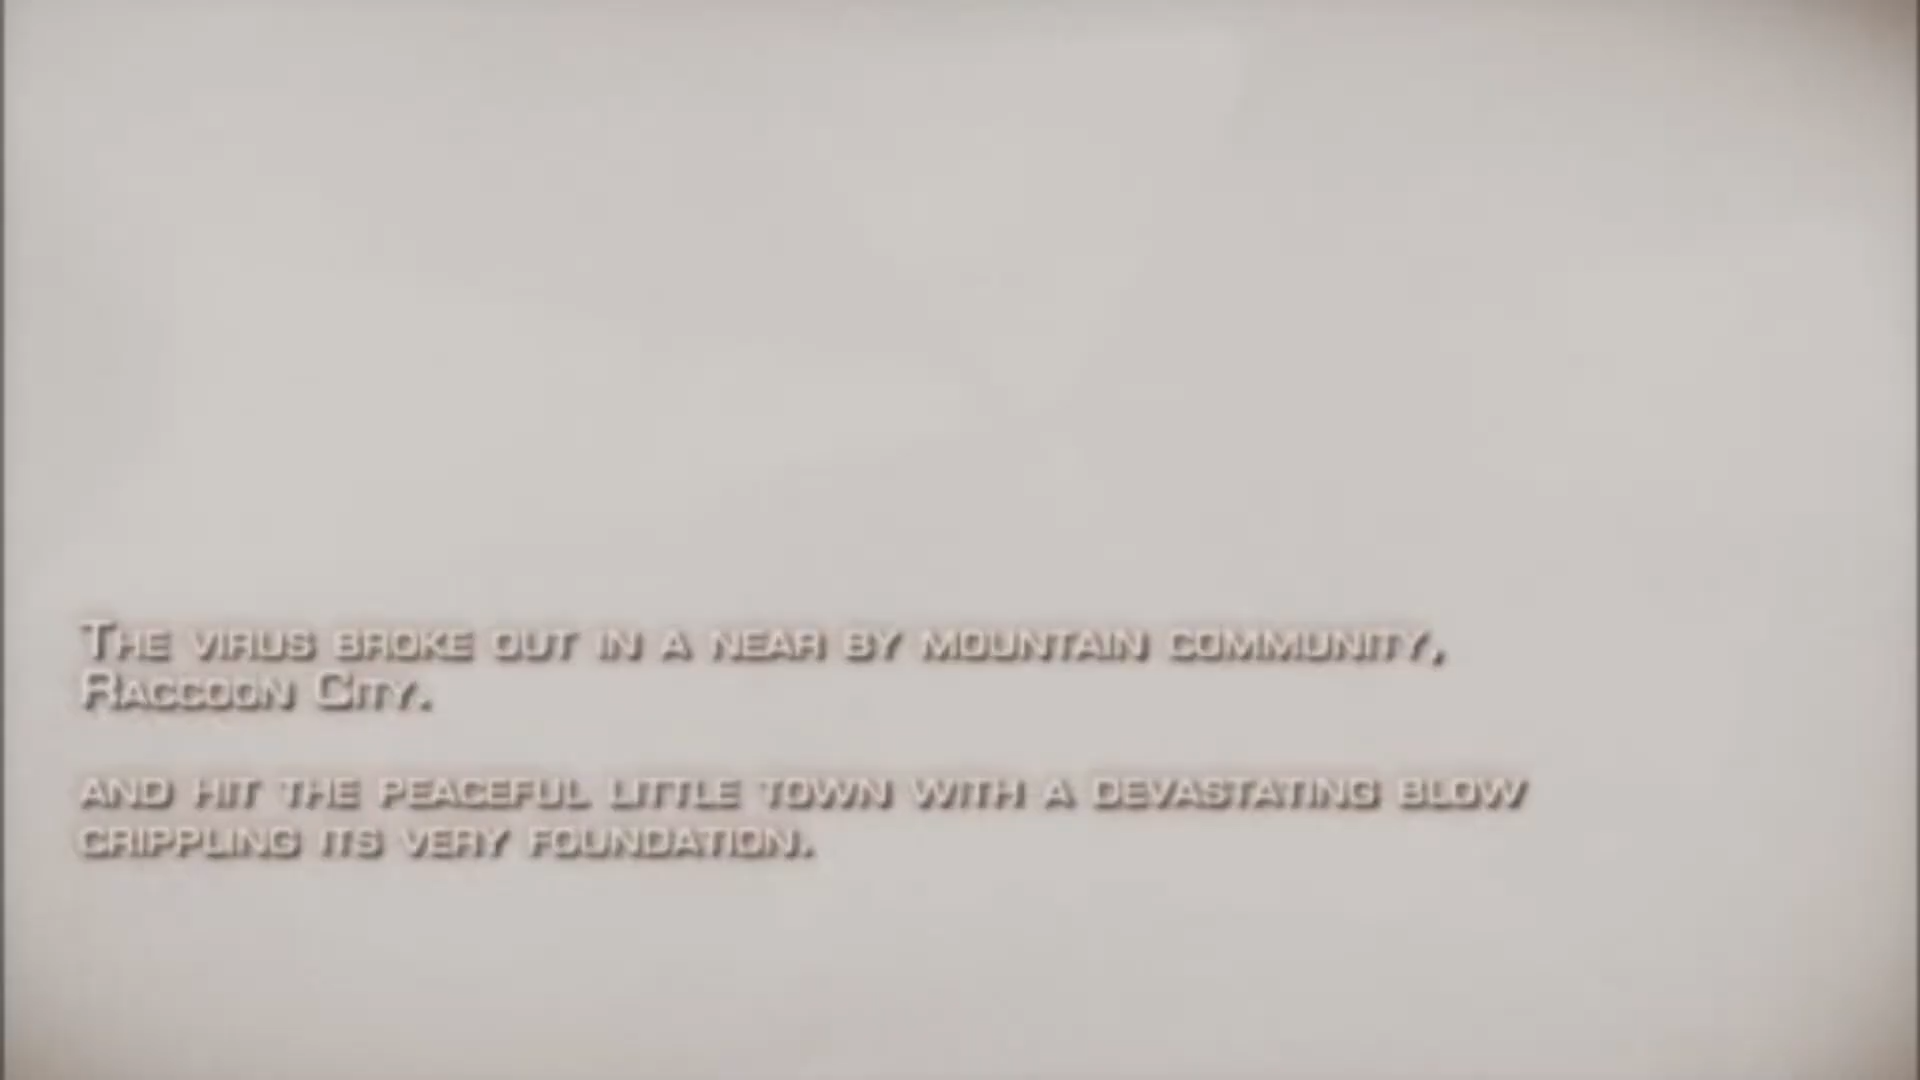 The virus broke out in a near by mountain community,
Raccoon City.
and hit the peaceful little town with a devastating blow
crippling its very foundation.